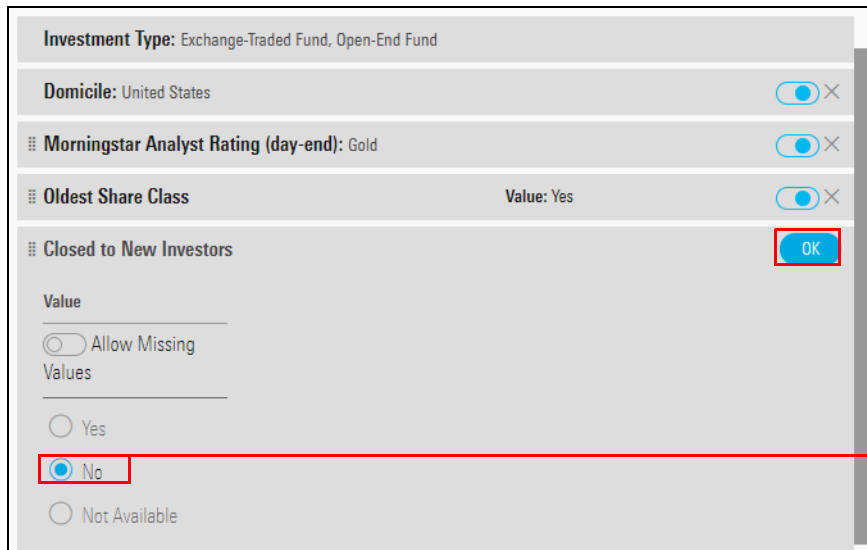 Investment Type: Exchange-Traded Fund, Open-End Fund
Domicile: United States
Morningstar Analyst Rating (day-end): Gold
Oldest Share Class Value: Yes
Closed to New Investors OK
Value
Allow Missing
Values
Yes
No
Not Available